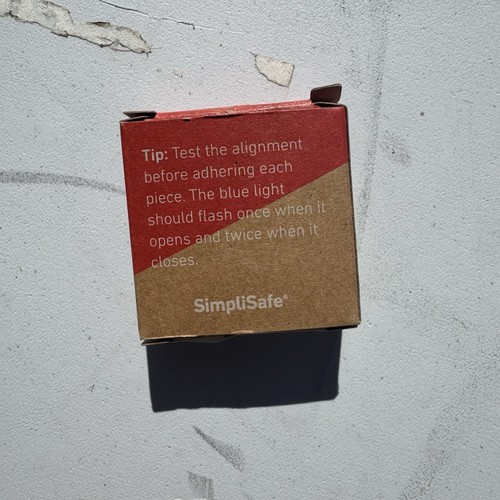 Tip: Test the alignment
before adhering each
piece. The blue light
should flash once when it
opens and twice when it
closes.
SimpliSafe®